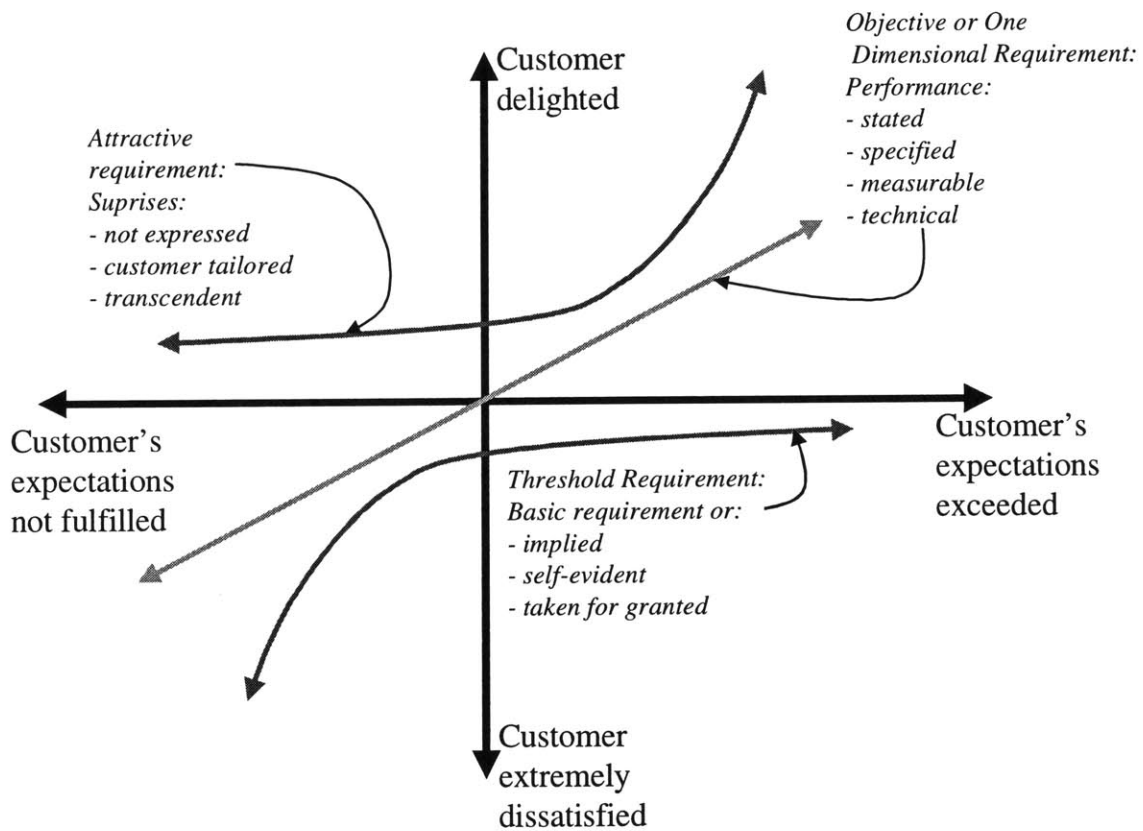 Customer
delighted
Objective or One
Dimensional Requirement:
Performance:
- stated
- specified
- measurable
- technical
Attractive
requirement:
Suprises:
- not expressed
- customer tailored
- transcendent
Customer's
expectations
not fulfilled
Customer's
expectations
exceeded
Threshold Requirement:
Basic requirement or:
- implied
- self-evident
- taken for granted
Customer
extremely
dissatisfied